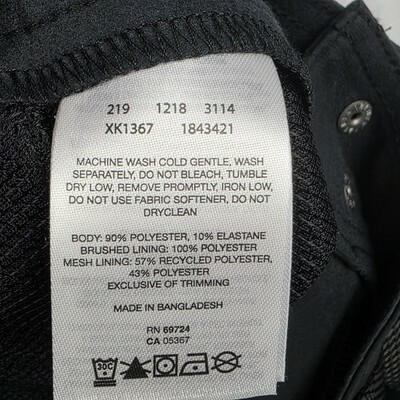 219 1218 3114
XK1367 1843421
MACHINE WASH COLD GENTLE, WASH
SEPARATELY, DO NOT BLEACH, TUMBLE
DRY LOW, REMOVE PROMPTLY, IRON LOW,
DO NOT USE FABRIC SOFTENER, DO NOT
DRYCLEAN
BODY: 90% POLYESTER, 10% ELASTANE
BRUSHED LINING: 100% POLYESTER
MESH LINING: 57% RECYCLED POLYESTER,
43% POLYESTER
EXCLUSIVE OF TRIMMING
MADE IN BANGLADESH
RN 69724
CA 05367
30C